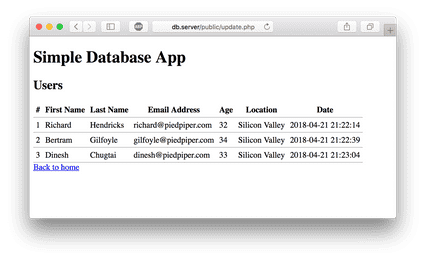 db.server/public/update.php
Simple Database App
Users
# First Name Last Name Email Address Age Location Date
1 Richard Hendricks richard@piedpiper.com 32 Silicon Valley 2018-04-21 21:22:14
2 Bertram Gilfoyle gilfoyle@piedpiper.com 34 Silicon Valley 2018-04-21 21:22:39
3 Dinesh Chugtai dinesh@piedpiper.com 33 Silicon Valley 2018-04-21 21:23:04
Back to home